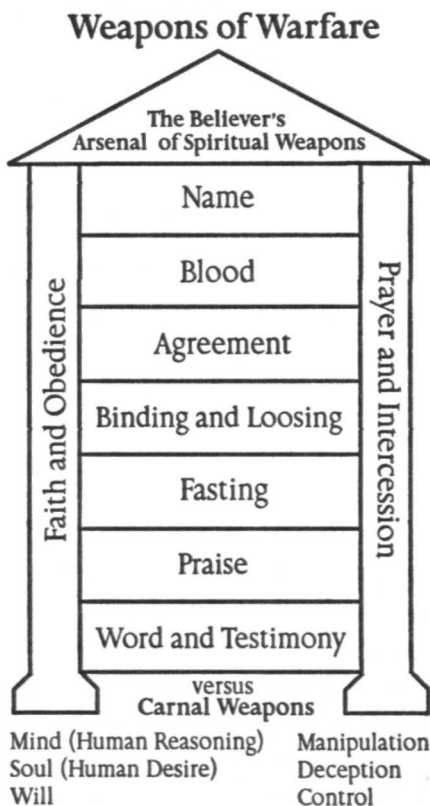 Weapons of Warfare
The Believer's
Arsenal of Spiritual Weapons
Faith and Obedience
Name
Blood
Agreement
Binding and Loosing
Fasting
Praise
Word and Testimony
Prayer and Intercession
versus
Carnal Weapons
Mind (Human Reasoning)
Soul (Human Desire)
Will
Manipulation
Deception
Control